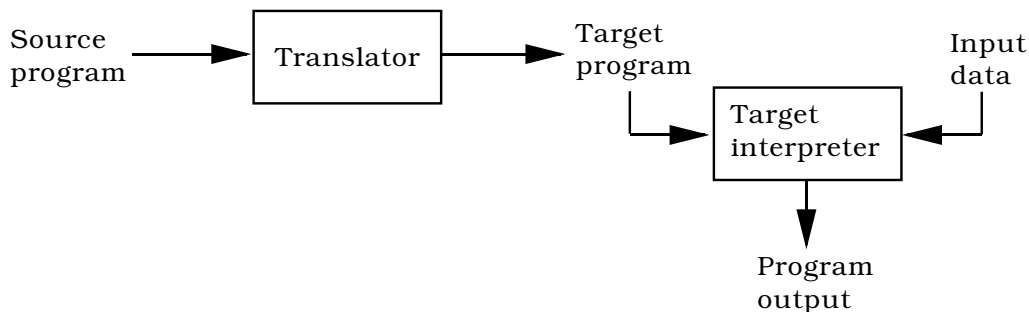 Source
program
Translator
Target
program
Input
data
Target
interpreter
Program
output